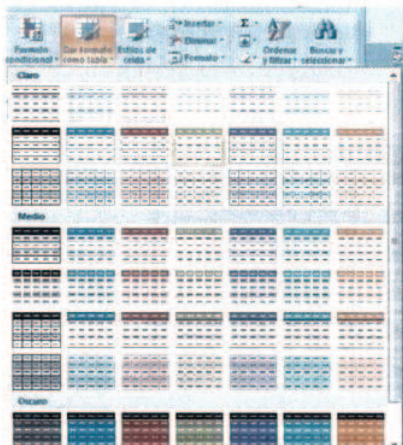 Formato condicional
Dar formato como tabla
Estilos de celda
Insertar
Eliminar
Formato
Σ
Ordenar y filtrar
Buscar y seleccionar
Claro
Medio
Oscuro